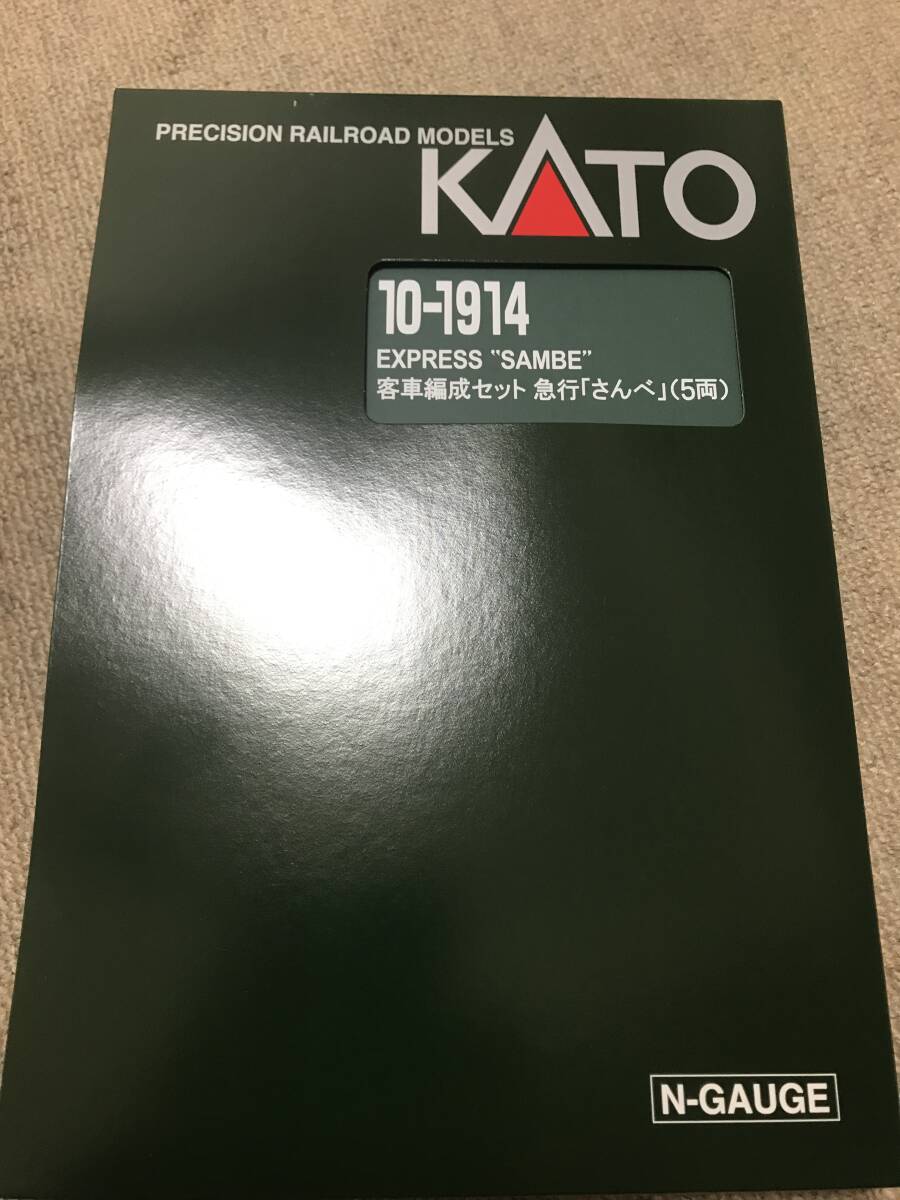 PRECISION RAILROAD MODELS
KATO
10-1914
EXPRESS "SAMBE"
客車編成セット 急行「さんべ」(5両)
N-GAUGE